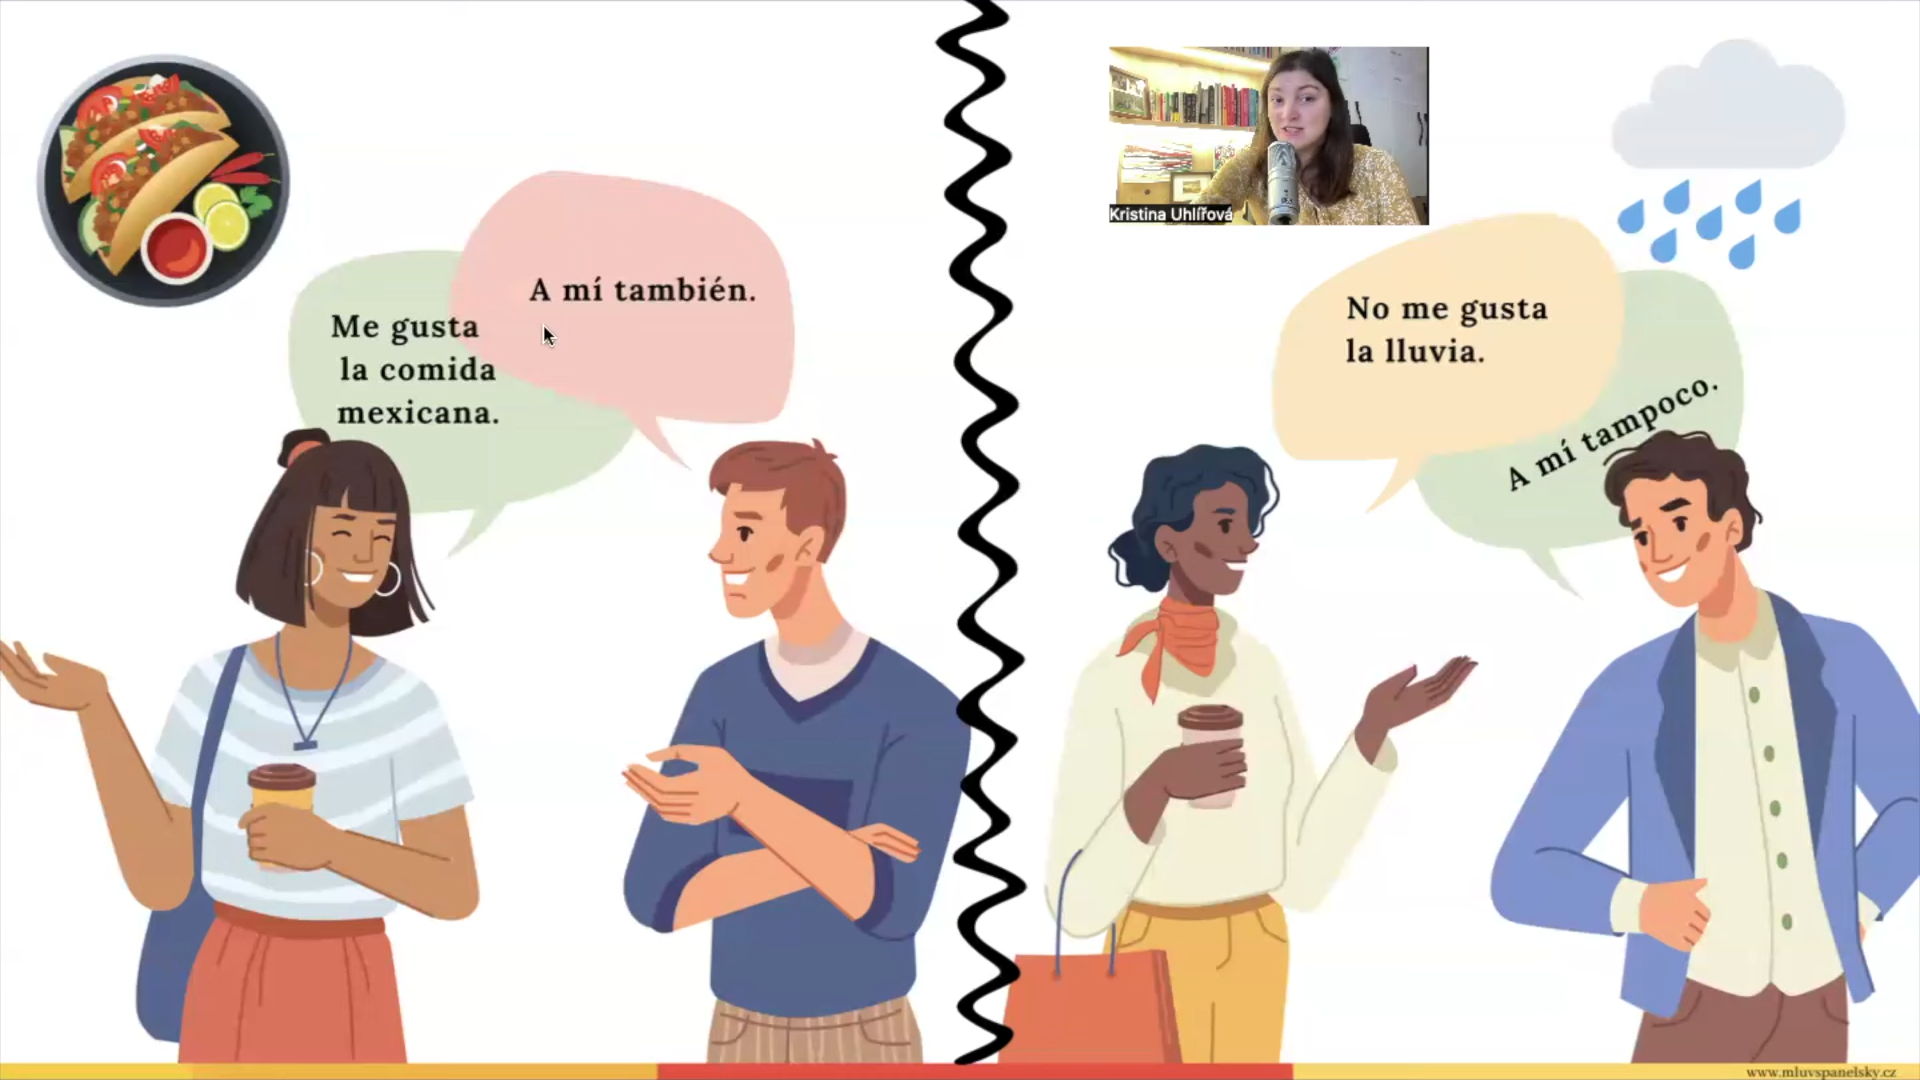 Me gusta
la comida
mexicana.
A mí también.
Kristina Uhlířová
No me gusta
la lluvia.
A mí tampoco.
www.mluvspanelsky.cz